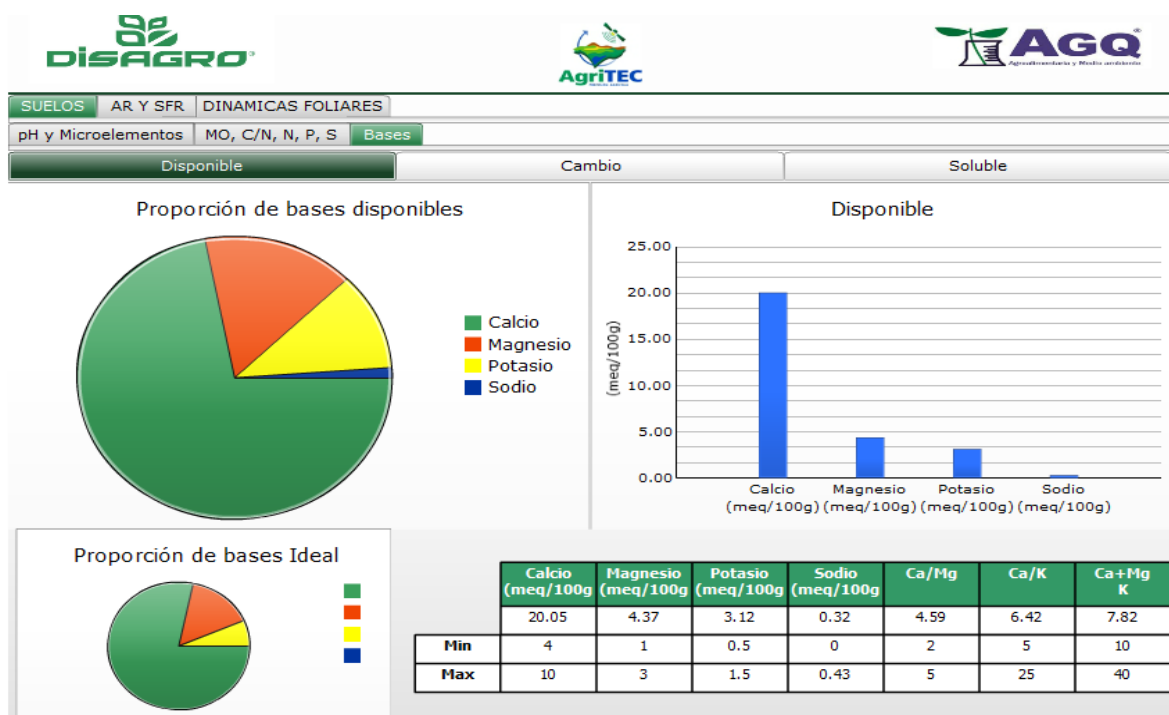 DISAGRO
AgriTEC
AGQ
Agroalimentaria y Medio ambiente
SUELOS AR Y SFR DINAMICAS FOLIARES
pH y Microelementos MO, C/N, N, P, S Bases
Disponible Cambio Soluble
Proporción de bases disponibles
Calcio
Magnesio
Potasio
Sodio
Disponible
(meq/100g)
25.00
20.00
15.00
10.00
5.00
0.00
Calcio Magnesio Potasio Sodio
(meq/100g) (meq/100g) (meq/100g) (meq/100g)
Proporción de bases Ideal
Calcio Magnesio Potasio Sodio Ca/Mg Ca/K Ca+Mg
(meq/100g (meq/100g (meq/100g (meq/100g K
20.05 4.37 3.12 0.32 4.59 6.42 7.82
Min 4 1 0.5 0 2 5 10
Max 10 3 1.5 0.43 5 25 40